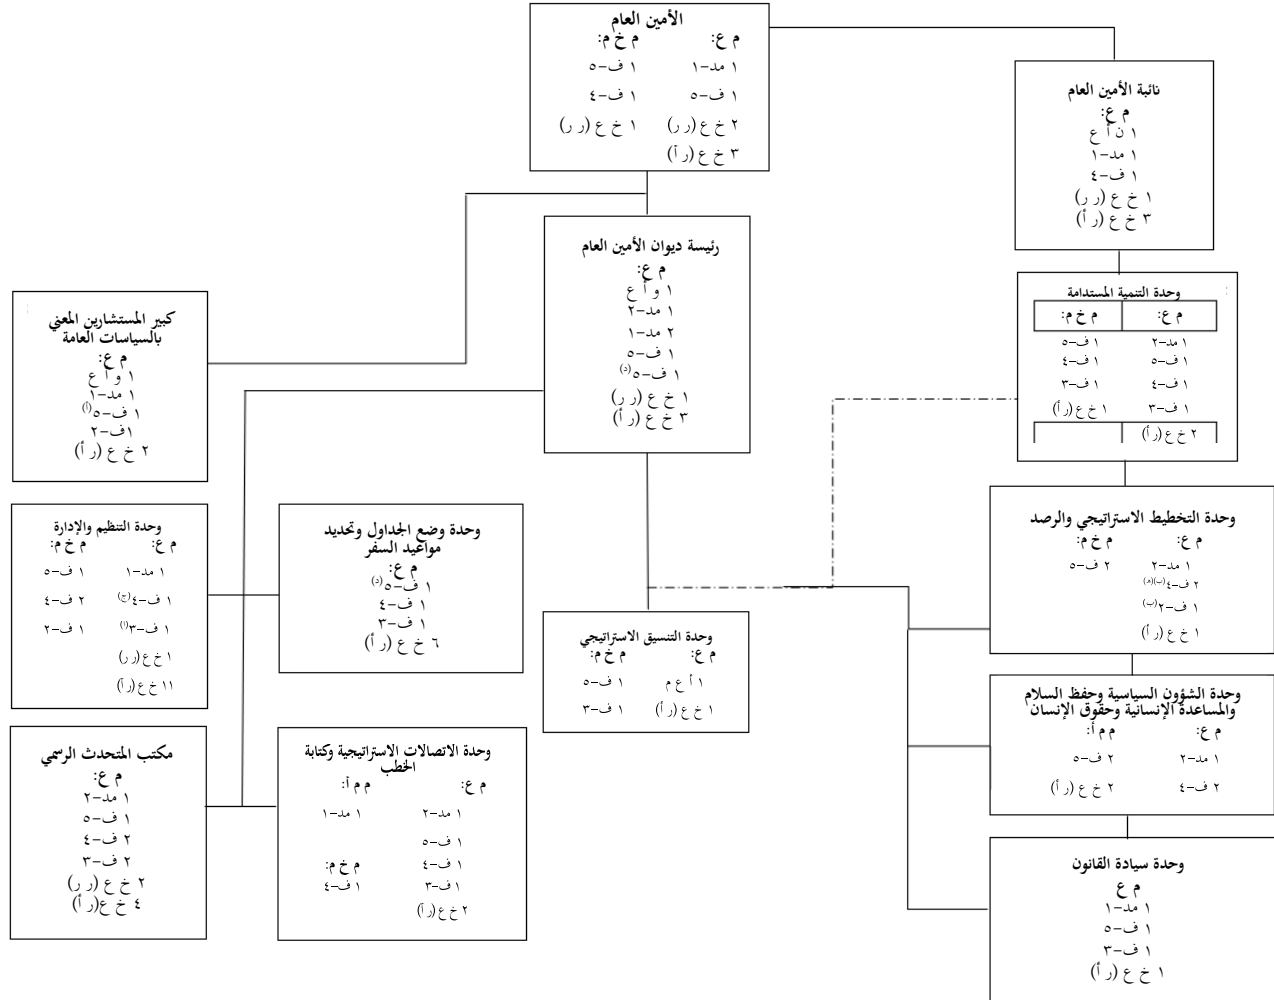 الأمين العام
م ع: م خ م:
١ مد-١ ١ ف-٥
١ ف-٥ ١ ف-٤
٢ خ ع (ر ر) ١ خ ع (ر ر)
٣ خ ع (ر أ)
نائبة الأمين العام
م ع:
١ ن أ ع
١ مد-١
١ ف-٤
١ خ ع (ر ر)
٣ خ ع (ر أ)
رئيسة ديوان الأمين العام
م ع:
١ و أ ع
١ مد-٢
٢ مد-١
١ ف-٥
١ ف-٥(د)
١ خ ع (ر ر)
٣ خ ع (ر أ)
وحدة التنمية المستدامة
م ع: م خ م:
١ مد-٢ ١ ف-٥
١ ف-٥ ١ ف-٤
١ ف-٤ ١ ف-٣
١ ف-٣ ١ خ ع (ر أ)
٢ خ ع (ر أ)
كبير المستشارين المعني
بالسياسات العامة
م ع:
١ و أ ع
١ مد-١
١ ف-٥(أ)
١ف-٢
٢ خ ع (ر أ)
وحدة التخطيط الاستراتيجي والرصد
م ع: م خ م:
١ مد-٢ ٢ ف-٥
٢ ف-٤(ب)(ه)
١ ف-٢(ب)
١ خ ع (ر أ)
وحدة وضع الجداول وتحديد
مواعيد السفر
م ع:
١ ف-٥(د)
١ ف-٤
١ ف-٣
٦ خ ع (ر أ)
وحدة التنظيم والإدارة
م ع: م خ م:
١ مد-١ ١ ف-٥
١ ف-٤(ج) ٢ ف-٤
١ ف-٣(أ) ١ ف-٢
١ خ ع (ر ر)
١١ خ ع (ر أ)
وحدة التنسيق الاستراتيجي
م ع: م خ م:
١ أ ع م ١ ف-٥
١ خ ع (ر أ) ١ ف-٣
وحدة الشؤون السياسية وحفظ السلام
والمساعدة الإنسانية وحقوق الإنسان
م ع: م م أ:
١ مد-٢ ٢ ف-٥
٢ ف-٤ ٢ خ ع (ر أ)
وحدة الاتصالات الاستراتيجية وكتابة
الخطب
م ع: م م أ:
١ مد-٢ ١ مد-١
١ ف-٥
١ ف-٤ م خ م:
١ ف-٣ ١ ف-٤
٢ خ ع (ر أ)
مكتب المتحدث الرسمي
م ع:
١ مد-٢
١ ف-٥
٢ ف-٤
٢ ف-٣
٢ خ ع (ر ر)
٤ خ ع(ر أ)
وحدة سيادة القانون
م ع
١ مد-١
١ ف-٥
١ ف-٣
١ خ ع (ر أ)